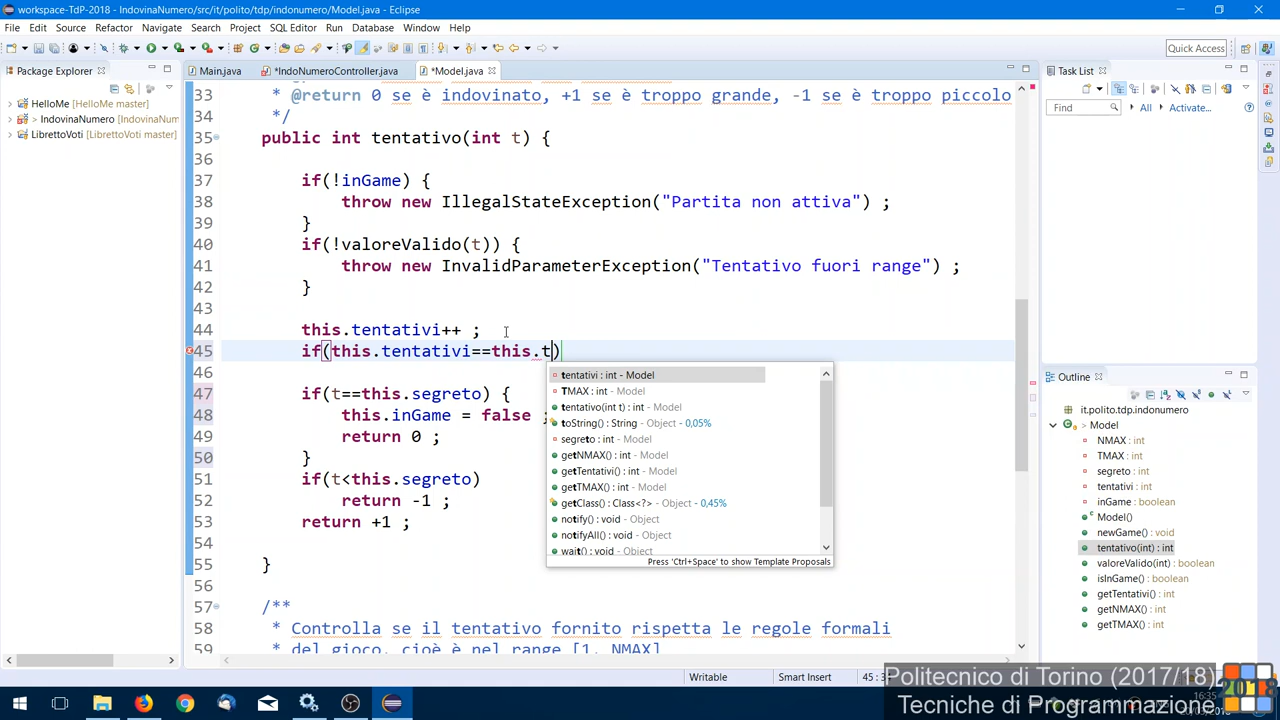 workspace-TdP-2018 - IndovinaNumero/src/it/polito/tdp/indonumero/Model.java - Eclipse
File Edit Source Refactor Navigate Search Project SQL Editor Run Database Window Help
Quick Access
Package Explorer
Main.java
*IndoNumeroController.java
*Model.java
Task List
HelloMe [HelloMe master]
> IndovinaNumero [IndovinaNum
LibrettoVoti [LibrettoVoti master]
Find
All
Activate...
33 * @return 0 se è indovinato, +1 se è troppo grande, -1 se è troppo piccolo
34 */
35 public int tentativo(int t) {
36
37 if(!inGame) {
38 throw new IllegalStateException("Partita non attiva") ;
39 }
40 if(!valoreValido(t)) {
41 throw new InvalidParameterException("Tentativo fuori range") ;
42 }
43
44 this.tentativi++ ;
45 if(this.tentativi==this.t)
46
47 if(t==this.segreto) {
48 this.inGame = false ;
49 return 0 ;
50 }
51 if(t<this.segreto)
52 return -1 ;
53 return +1 ;
54
55 }
56
57 /**
58 * Controlla se il tentativo fornito rispetta le regole formali
59 * del gioco, cioè è nel range [1, NMAX]
tentativi : int - Model
TMAX : int - Model
tentativo(int t) : int - Model
toString() : String - Object - 0,05%
segreto : int - Model
getNMAX() : int - Model
getTentativi() : int - Model
getTMAX() : int - Model
getClass() : Class<?> - Object - 0,45%
notify() : void - Object
notifyAll() : void - Object
wait() : void - Object
Press 'Ctrl+Space' to show Template Proposals
Outline
it.polito.tdp.indonumero
> Model
NMAX : int
TMAX : int
segreto : int
tentativi : int
inGame : boolean
Model()
newGame() : void
tentativo(int) : int
valoreValido(int) : boolean
isInGame() : boolean
getTentativi() : int
getNMAX() : int
getTMAX() : int
Writable
Smart Insert
Politecnico di Torino (2017/18)
Tecniche di Programmazione
2018
16:35